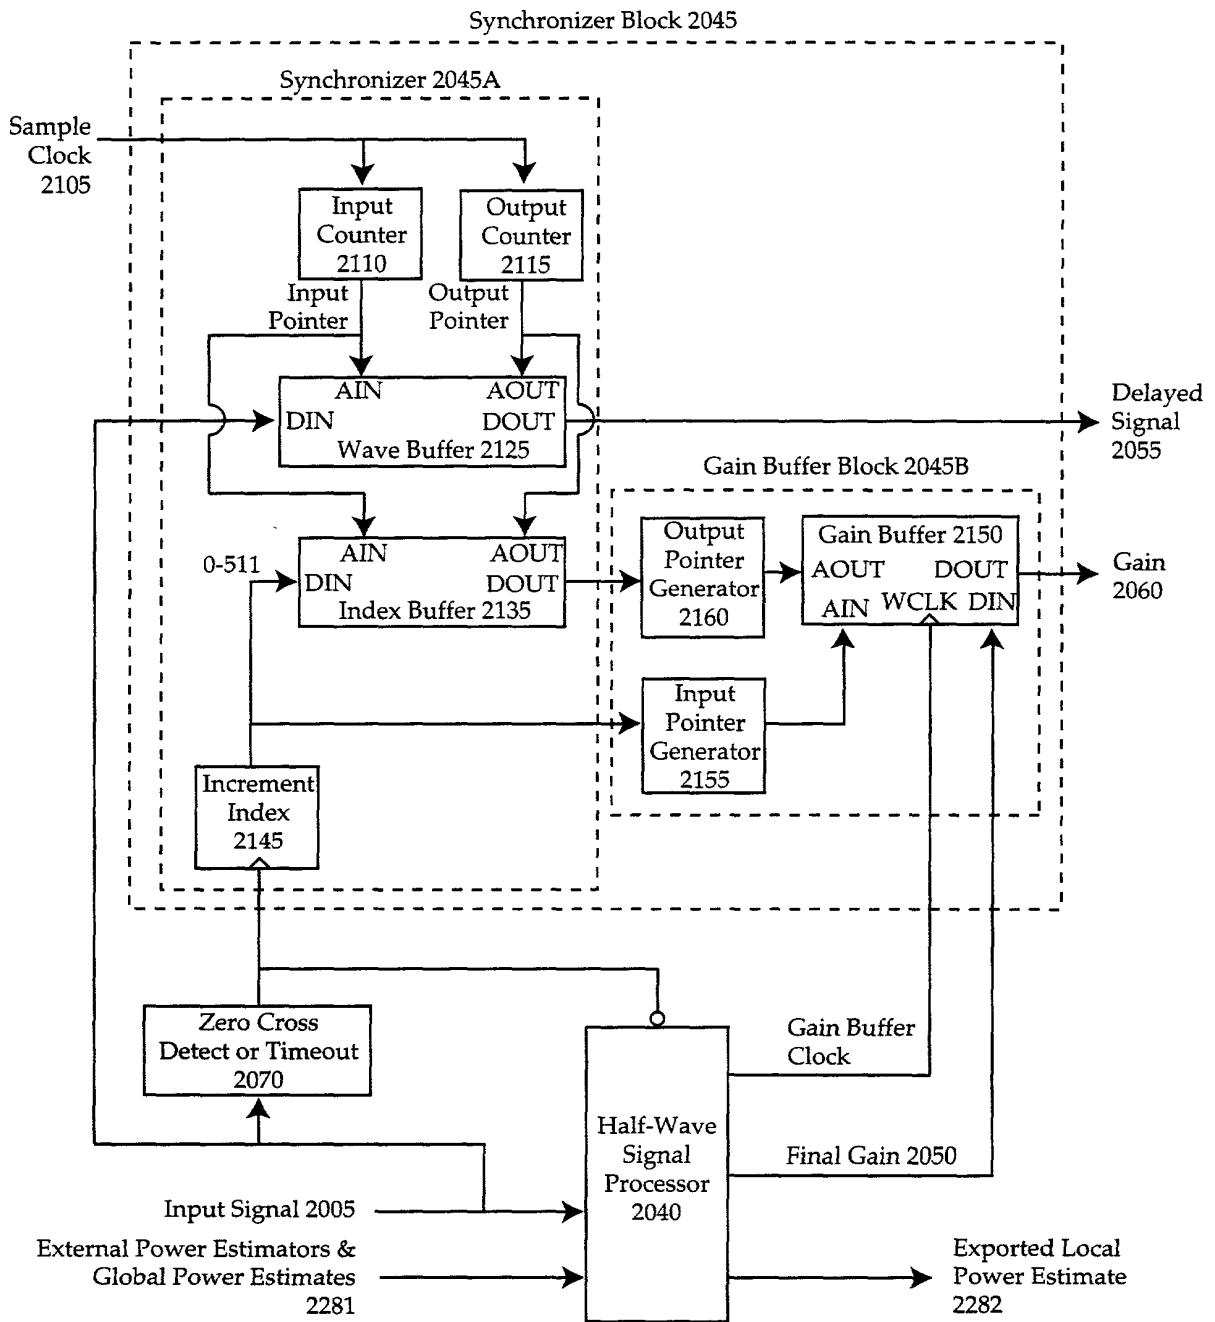 Synchronizer Block 2045
Synchronizer 2045A
Sample
Clock
2105
Input
Counter
2110
Output
Counter
2115
Input
Pointer
Output
Pointer
AIN
AOUT
DIN
DOUT
Wave Buffer 2125
Delayed
Signal
2055
Gain Buffer Block 2045B
0-511
AIN
AOUT
DIN
DOUT
Index Buffer 2135
Output
Pointer
Generator
2160
Gain Buffer 2150
AOUT
DOUT
AIN
WCLK
DIN
Gain
2060
Input
Pointer
Generator
2155
Increment
Index
2145
Zero Cross
Detect or Timeout
2070
Gain Buffer
Clock
Half-Wave
Signal
Processor
2040
Final Gain 2050
Input Signal 2005
External Power Estimators &
Global Power Estimates
2281
Exported Local
Power Estimate
2282